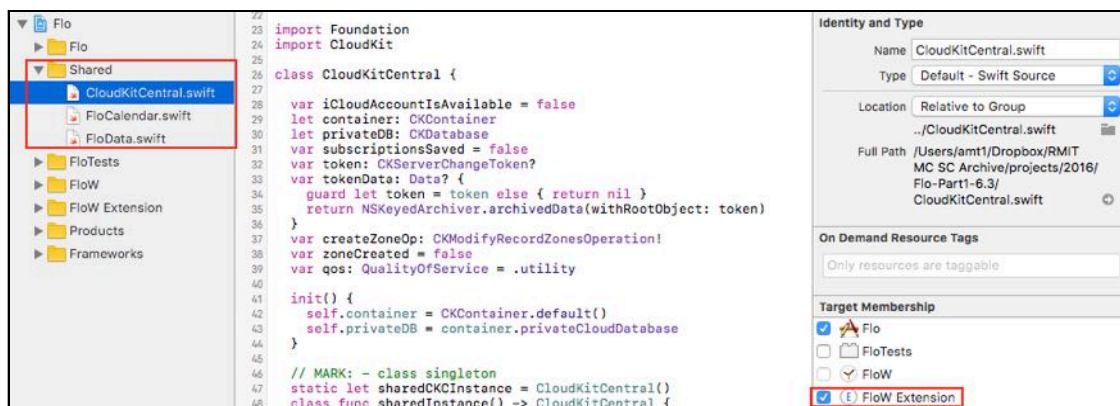 Flo
Flo
Shared
CloudKitCentral.swift
FloCalendar.swift
FloData.swift
FloTests
FloW
FloW Extension
Products
Frameworks
22
23 import Foundation
24 import CloudKit
25
26 class CloudKitCentral {
27
28 var iCloudAccountIsAvailable = false
29 let container: CKContainer
30 let privateDB: CKDatabase
31 var subscriptionsSaved = false
32 var token: CKServerChangeToken?
33 var tokenData: Data? {
34 guard let token = token else { return nil }
35 return NSKeyedArchiver.archivedData(withRootObject: token)
36 }
37 var createZoneOp: CKModifyRecordZonesOperation!
38 var zoneCreated = false
39 var qos: QualityOfService = .utility
40
41 init() {
42 self.container = CKContainer.default()
43 self.privateDB = container.privateCloudDatabase
44 }
45
46 // MARK: - class singleton
47 static let sharedCKCInstance = CloudKitCentral()
48 class func sharedInstance() -> CloudKitCentral {
Identity and Type
Name CloudKitCentral.swift
Type Default - Swift Source
Location Relative to Group
../CloudKitCentral.swift
Full Path /Users/amt1/Dropbox/RMIT
MC SC Archive/projects/2016/
Flo-Part1-6.3/
CloudKitCentral.swift
On Demand Resource Tags
Only resources are taggable
Target Membership
Flo
FloTests
FloW
E FloW Extension